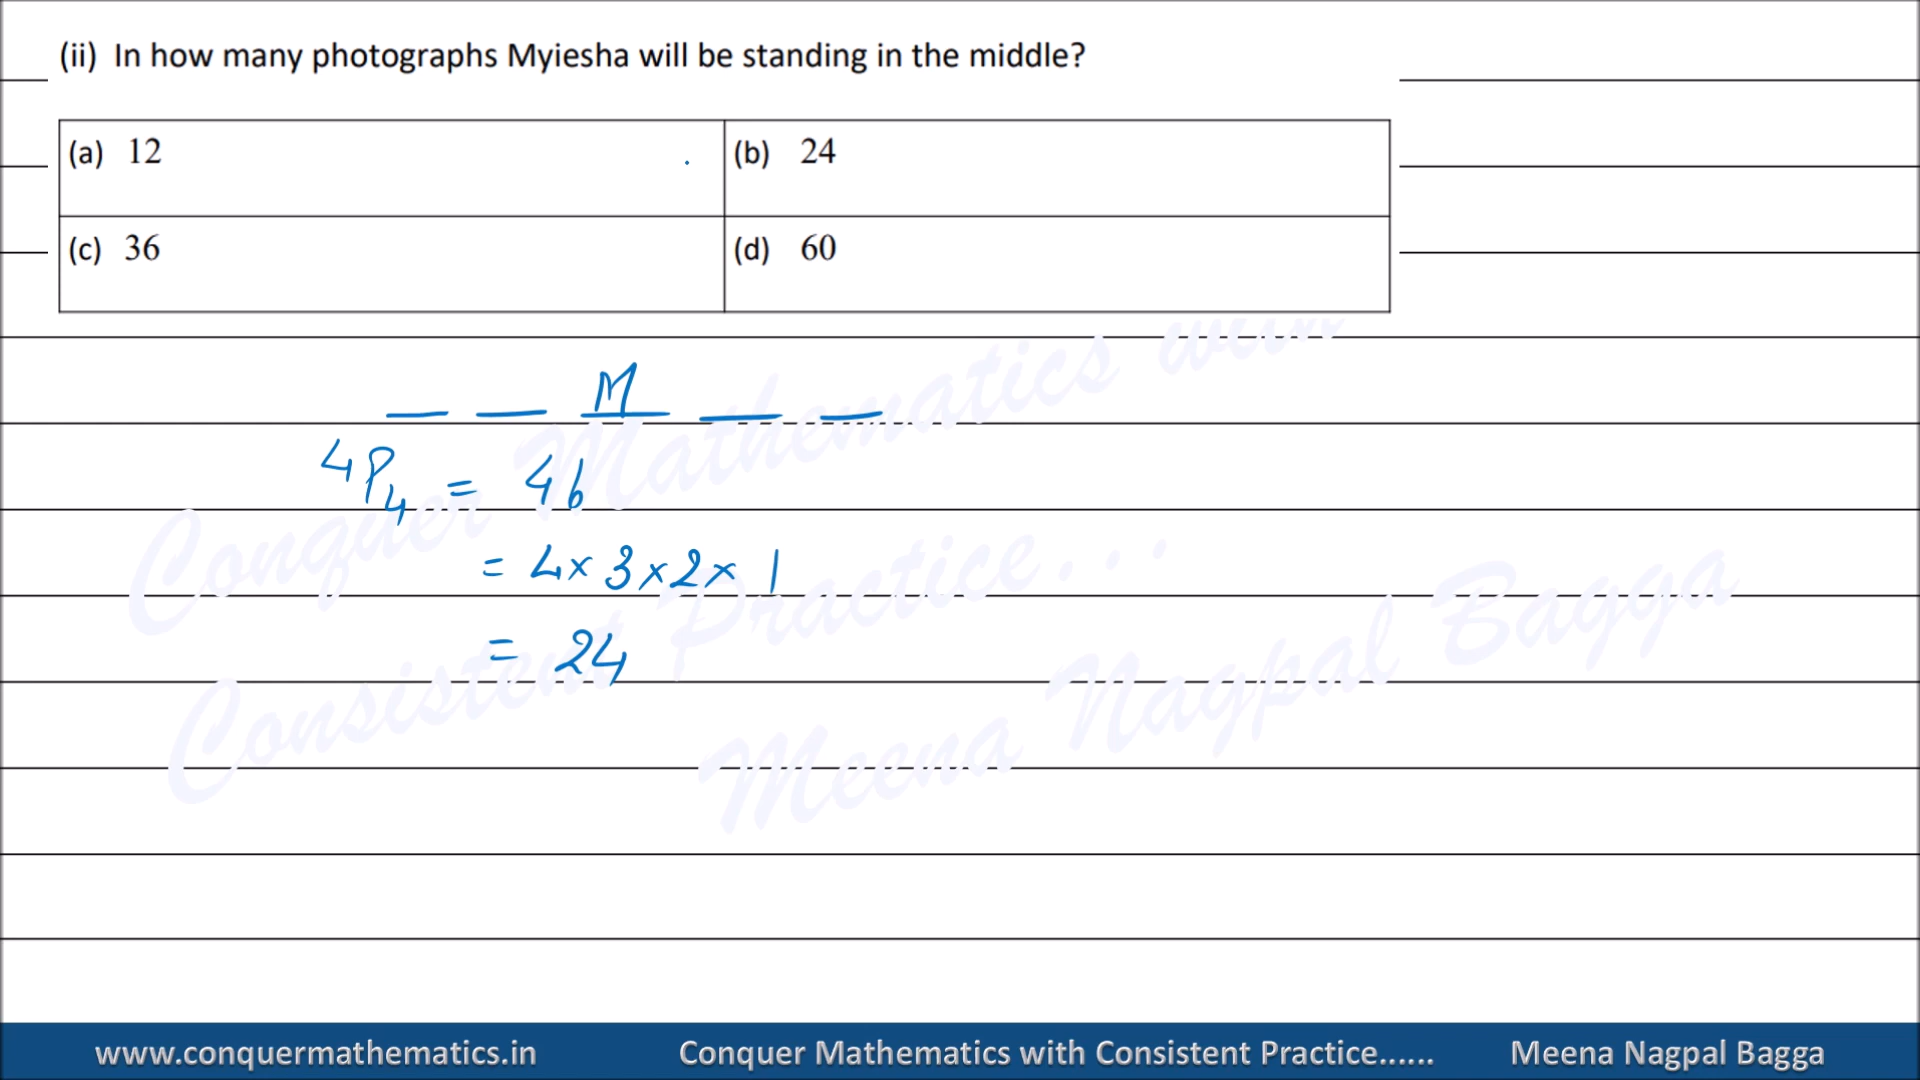 (ii) In how many photographs Myiesha will be standing in the middle?
(a) 12 (b) 24
(c) 36 (d) 60
_ _ M _ _
4P4 = 4b
= 4 x 3 x 2 x 1
= 24
Conquer Mathematics with
Consistent Practice...
Meena Nagpal Bagga
www.conquermathematics.in Conquer Mathematics with Consistent Practice...... Meena Nagpal Bagga